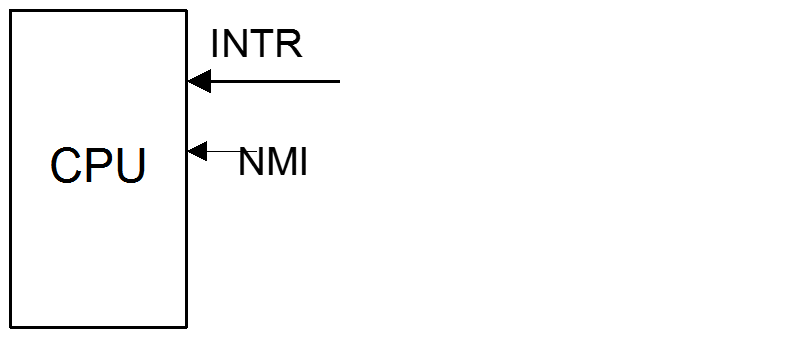 INTR
CPU
NMI